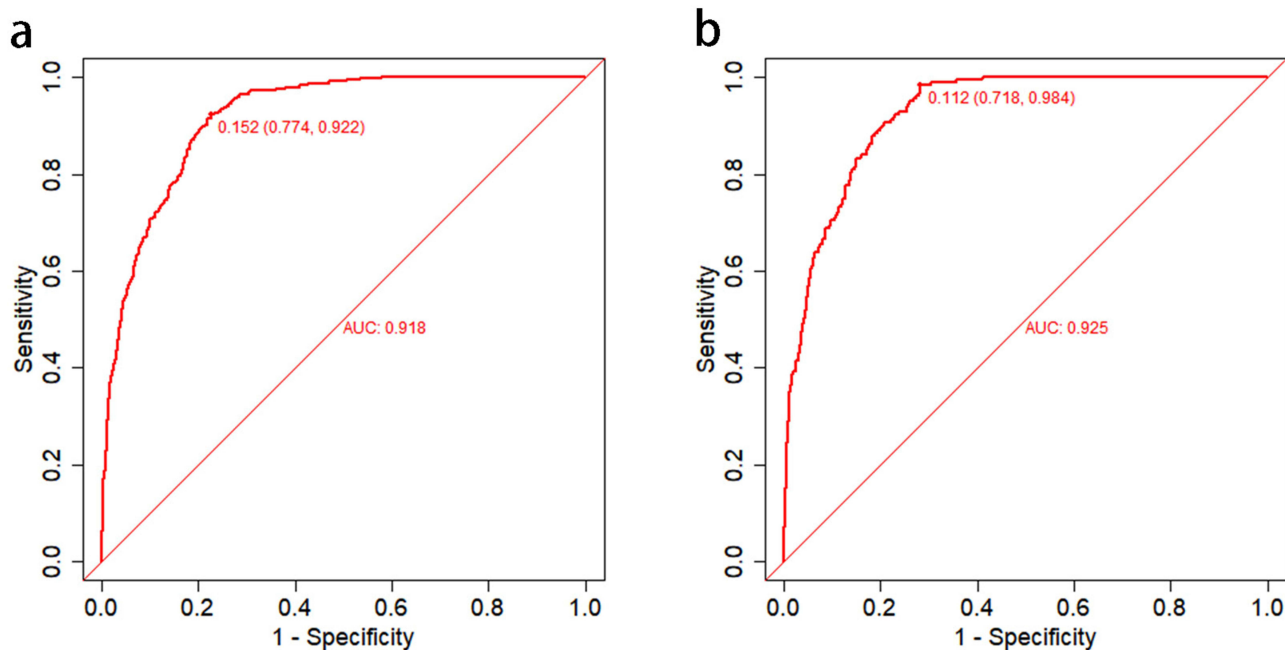 a
1.0
0.8
0.6
0.4
0.2
0.0
Sensitivity
0.152 (0.774, 0.922)
AUC: 0.918
0.0 0.2 0.4 0.6 0.8 1.0
1 - Specificity
b
1.0
0.8
0.6
0.4
0.2
0.0
Sensitivity
0.112 (0.718, 0.984)
AUC: 0.925
0.0 0.2 0.4 0.6 0.8 1.0
1 - Specificity